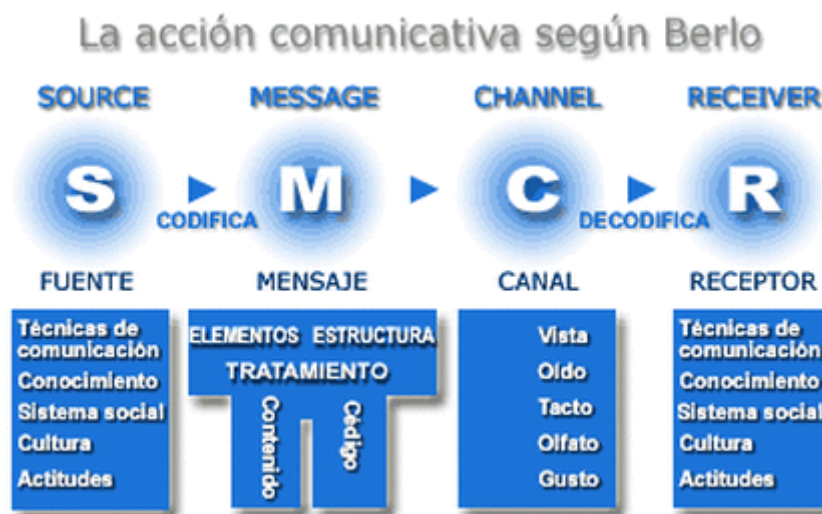 La acción comunicativa según Berlo
SOURCE MESSAGE CHANNEL RECEIVER
S M C R
CODIFICA DECODIFICA
FUENTE MENSAJE CANAL RECEPTOR
Técnicas de
comunicación
Conocimiento
Sistema social
Cultura
Actitudes
ELEMENTOS ESTRUCTURA
TRATAMIENTO
Contenido
Código
Vista
Oído
Tacto
Olfato
Gusto
Técnicas de
comunicación
Conocimiento
Sistema social
Cultura
Actitudes